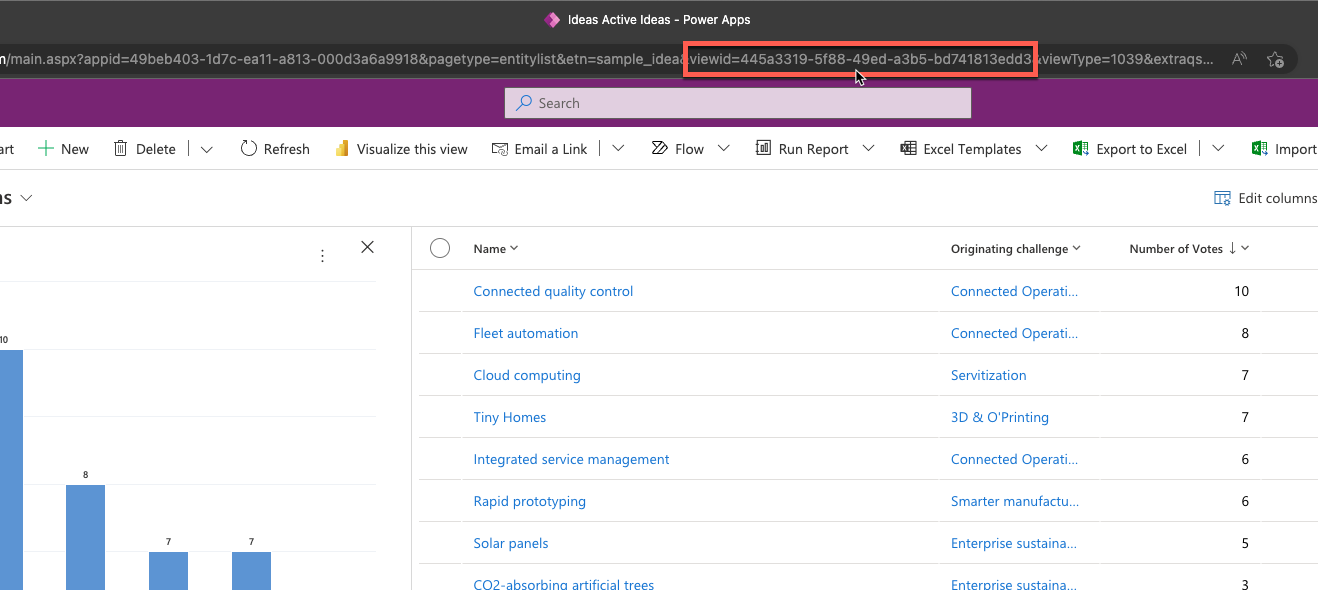 Ideas Active Ideas - Power Apps
/main.aspx?appid=49beb403-1d7c-ea11-a813-000d3a6a9918&pagetype=entitylist&etn=sample_idea&viewid=445a3319-5f88-49ed-a3b5-bd741813edd3&viewType=1039&extraqs...
Search
art New Delete Refresh Visualize this view Email a Link Flow Run Report Excel Templates Export to Excel Import
Edit columns
Name Originating challenge Number of Votes
Connected quality control Connected Operati... 10
10
Fleet automation Connected Operati... 8
Cloud computing Servitization 7
Tiny Homes 3D & O'Printing 7
Integrated service management Connected Operati... 6
8
Rapid prototyping Smarter manufactu... 6
7 7
Solar panels Enterprise sustaina... 5
CO2-absorbing artificial trees Enterprise sustaina... 3